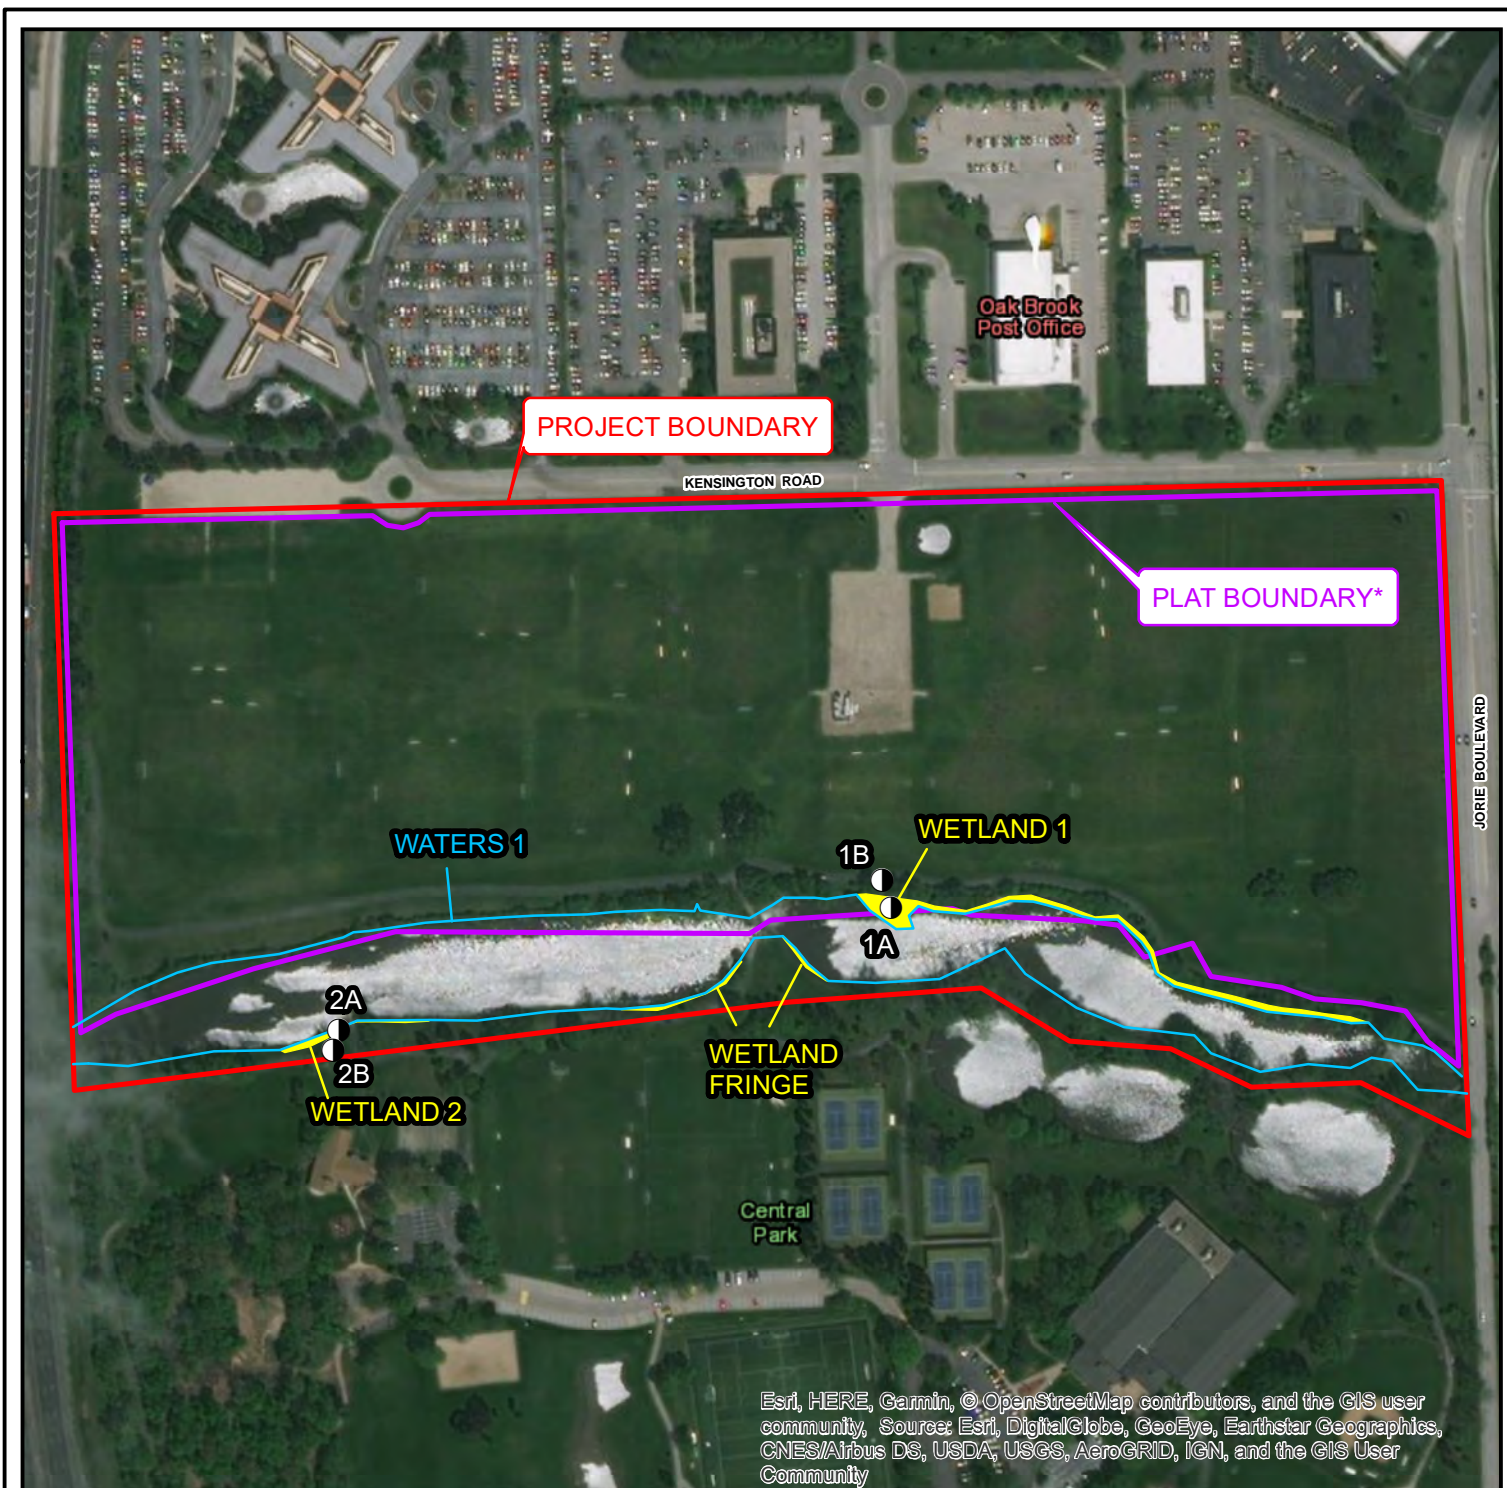 Oak Brook
Post Office
PROJECT BOUNDARY
KENSINGTON ROAD
PLAT BOUNDARY*
JORIE BOULEVARD
WATERS 1
WETLAND 1
1B
1A
2A
2B
WETLAND
FRINGE
WETLAND 2
Central
Park
Esri, HERE, Garmin, © OpenStreetMap contributors, and the GIS user
community, Source: Esri, DigitalGlobe, GeoEye, Earthstar Geographics,
CNES/Airbus DS, USDA, USGS, AeroGRID, IGN, and the GIS User
Community